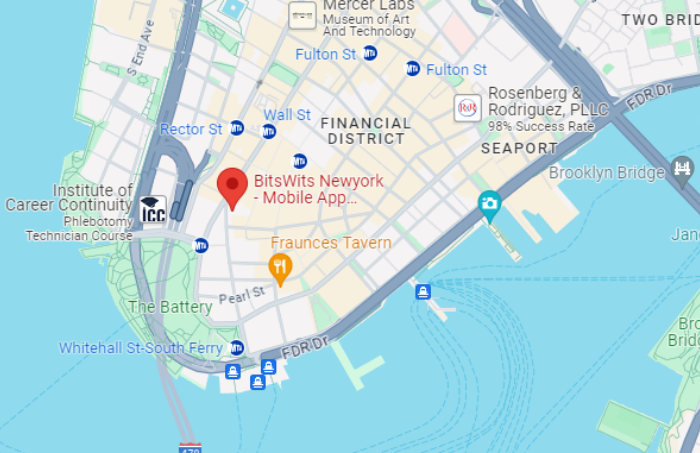 Mercer Labs
Museum of Art
And Technology
TWO BRID
S End Ave
Fulton St
Fulton St
Rosenberg &
Rodriguez, PLLC
98% Success Rate
R&R
FDR Dr
Wall St
Rector St
FINANCIAL
DISTRICT
SEAPORT
Brooklyn Bridge
BitsWits Newyork
- Mobile App...
Institute of
Career Continuity
Phlebotomy
Technician Course
ICC
Jan
Fraunces Tavern
Pearl St
The Battery
Bro
Bridg
Whitehall St-South Ferry
FDR Dr
478